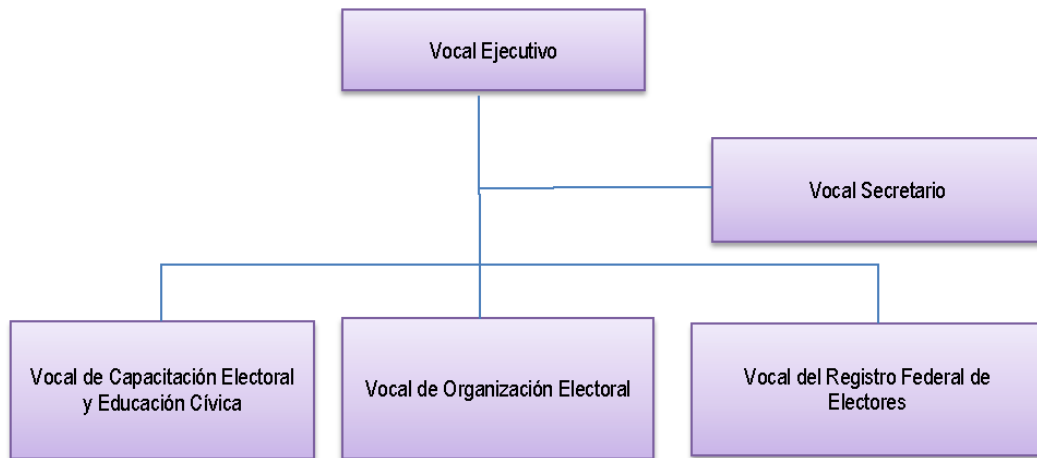 Vocal Ejecutivo
Vocal Secretario
Vocal de Capacitación Electoral
y Educación Cívica
Vocal de Organización Electoral
Vocal del Registro Federal de
Electores